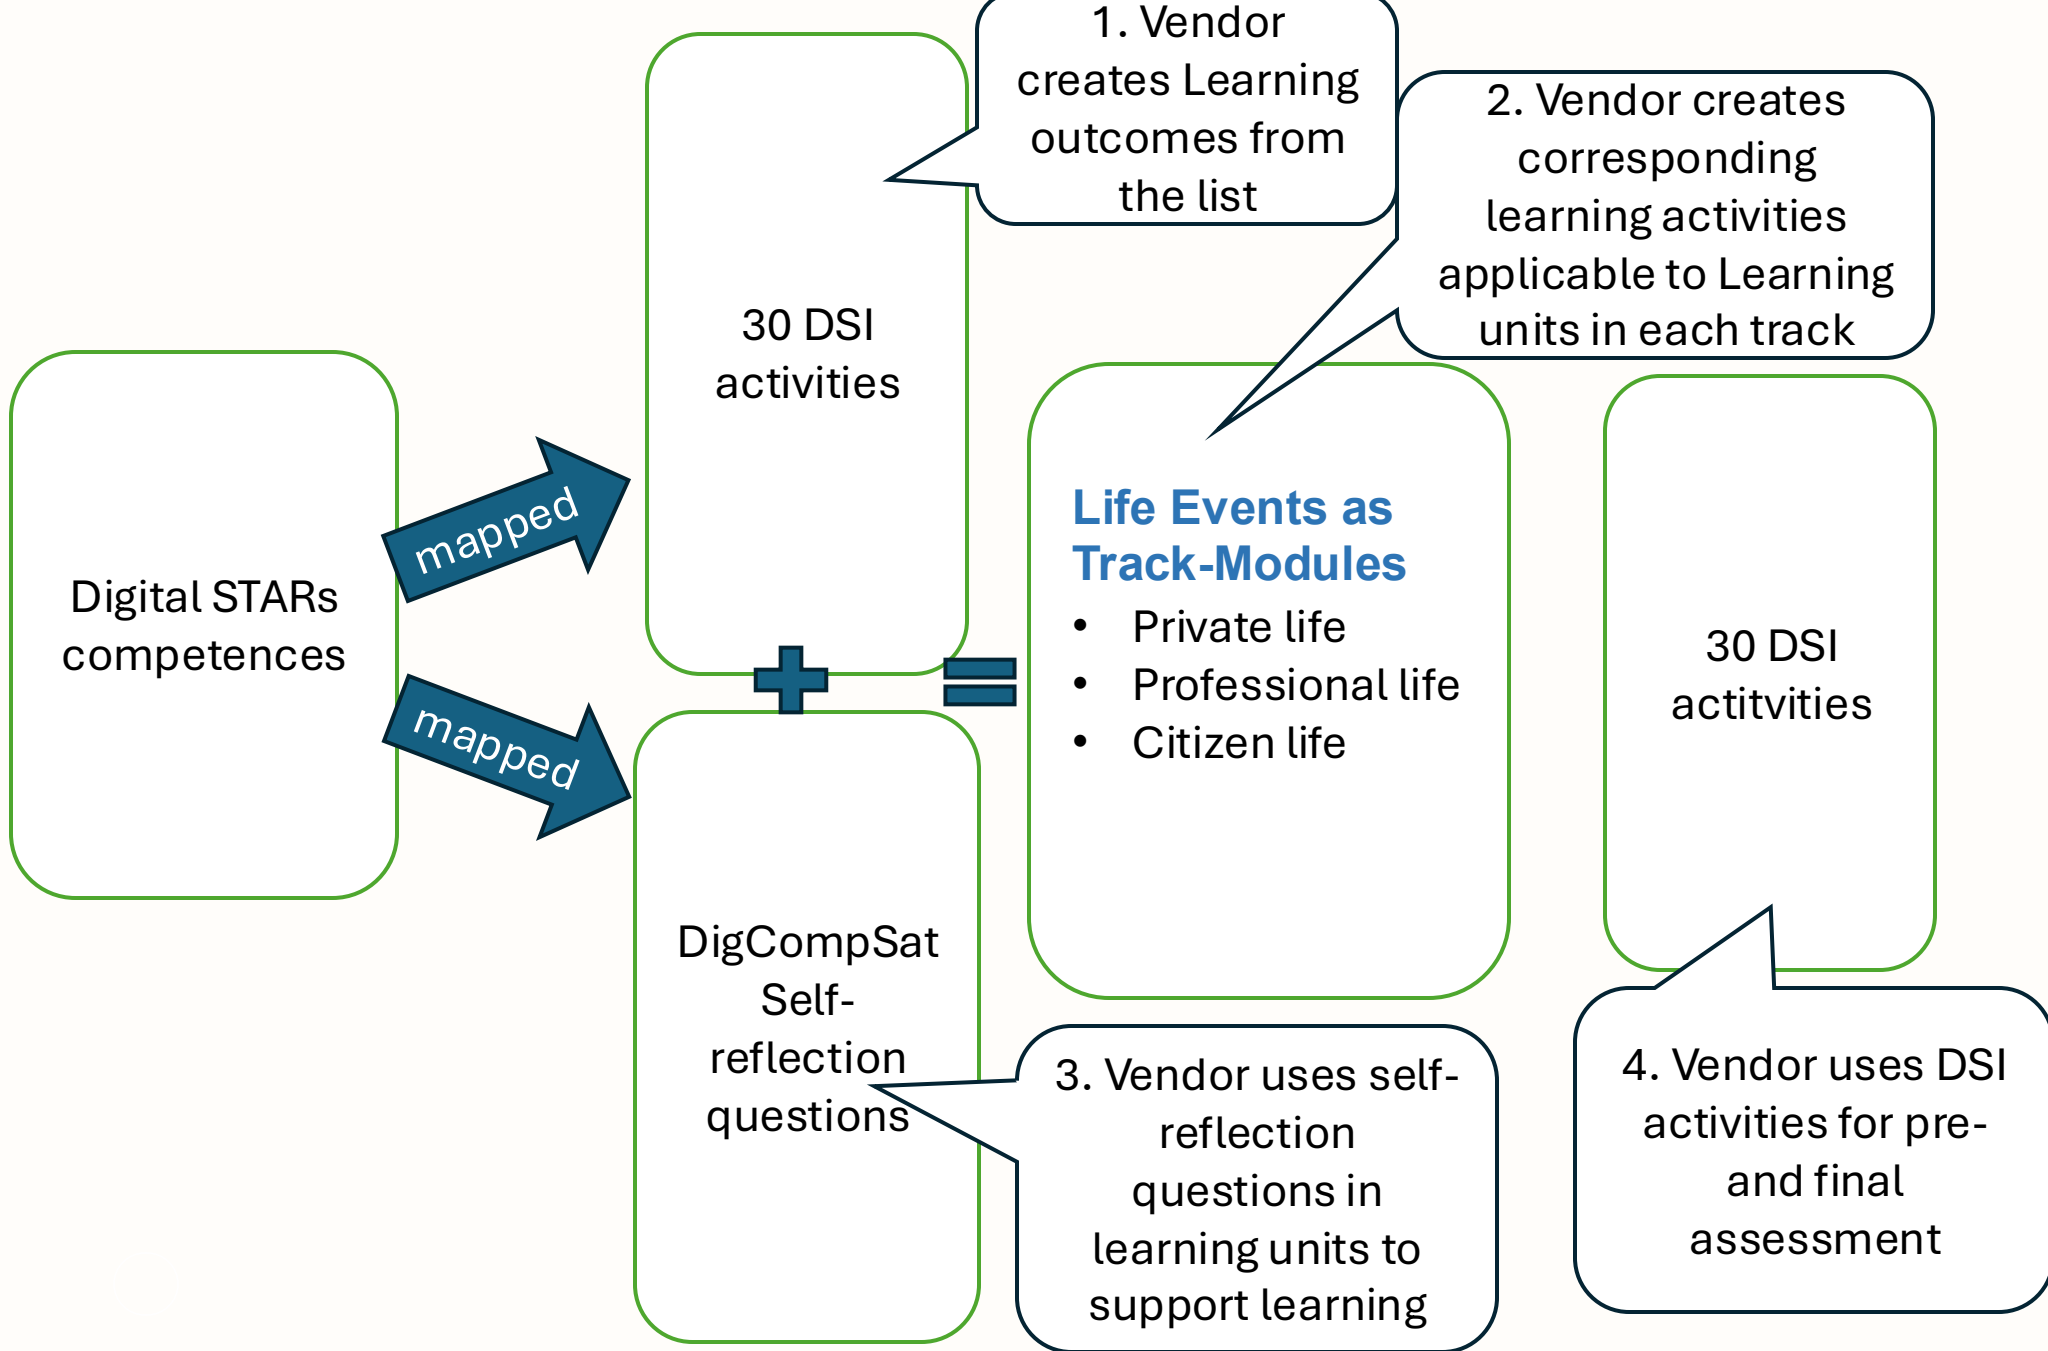 1. Vendor
creates Learning
outcomes from
the list
2. Vendor creates
corresponding
learning activities
applicable to Learning
units in each track
30 DSI
activities
Digital STARs
competences
mapped
mapped
Life Events as
Track-Modules
• Private life
• Professional life
• Citizen life
30 DSI
actitvities
DigCompSat
Self-
reflection
questions
3. Vendor uses self-
reflection
questions in
learning units to
support learning
4. Vendor uses DSI
activities for pre-
and final
assessment